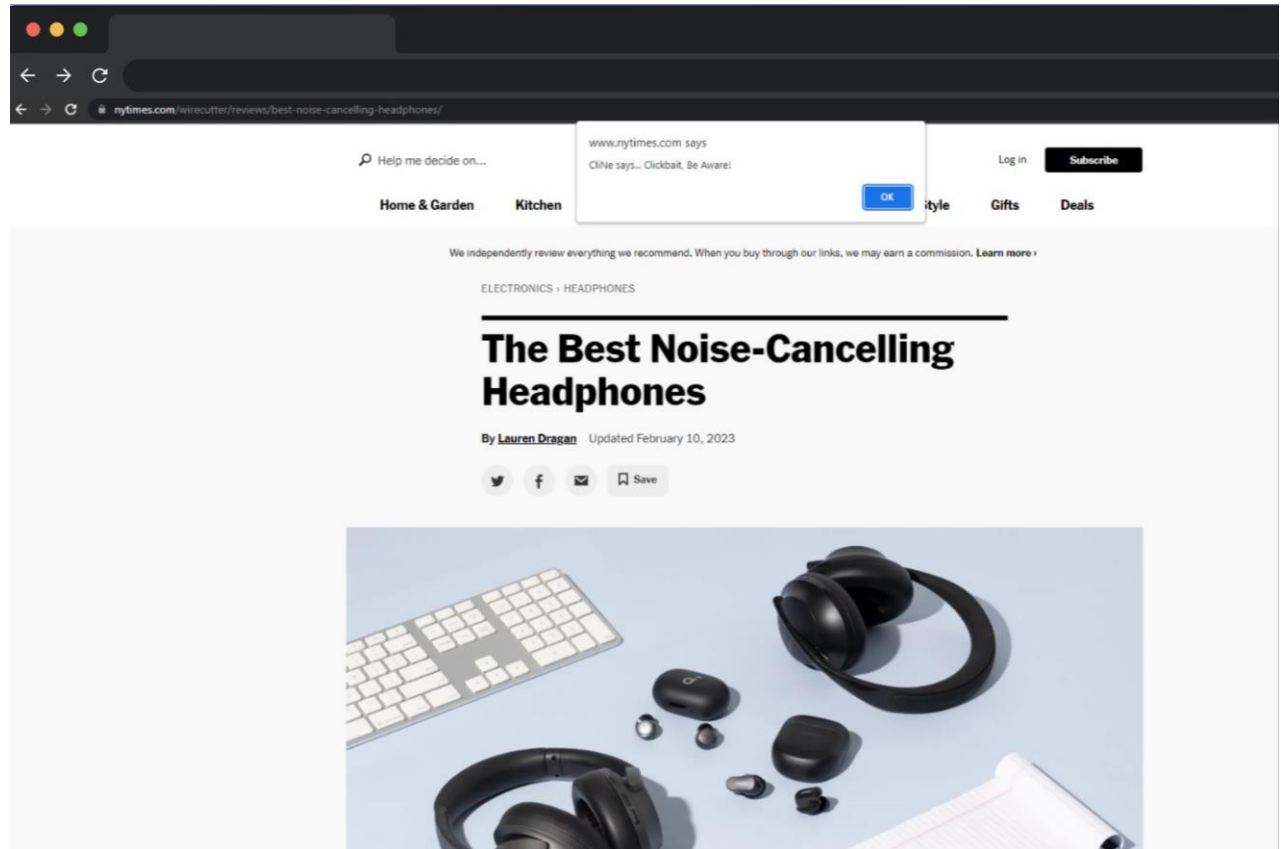 nytimes.com/wirecutter/reviews/best-noise-cancelling-headphones/
www.nytimes.com says
CliNe says... Clickbait, Be Aware!
OK
Help me decide on...
Log in
Subscribe
Home & Garden Kitchen tyle Gifts Deals
We independently review everything we recommend. When you buy through our links, we may earn a commission. Learn more ›
ELECTRONICS › HEADPHONES
The Best Noise-Cancelling
Headphones
By Lauren Dragan Updated February 10, 2023
Save